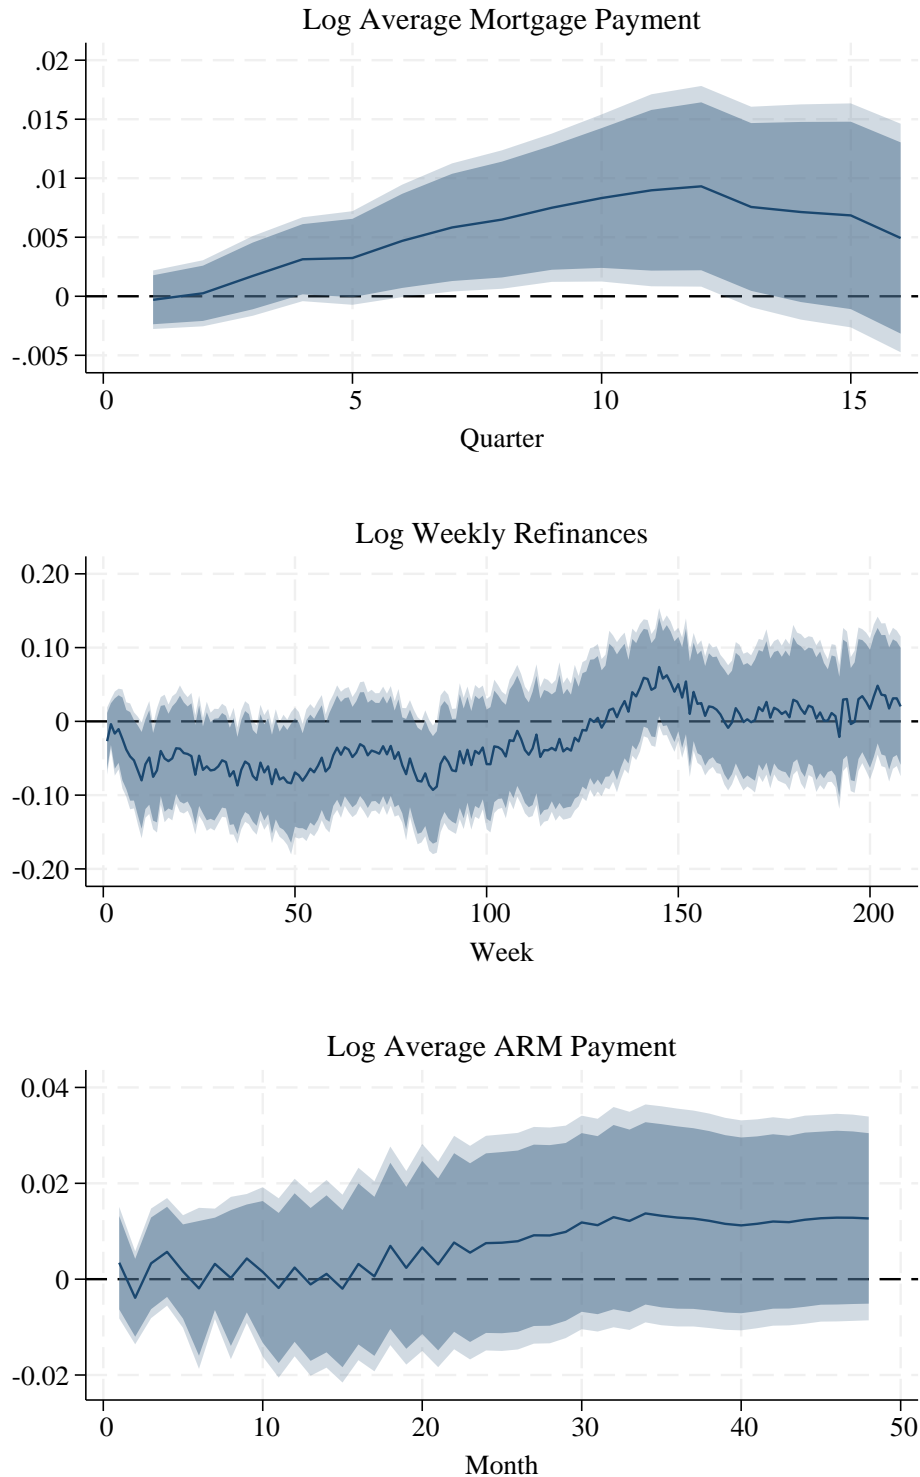 Log Average Mortgage Payment
.02
.015
.01
.005
0
-.005
0 5 10 15
Quarter
Log Weekly Refinances
0.20
0.10
0
-0.10
-0.20
0 50 100 150 200
Week
Log Average ARM Payment
0.04
0.02
0
-0.02
0 10 20 30 40 50
Month